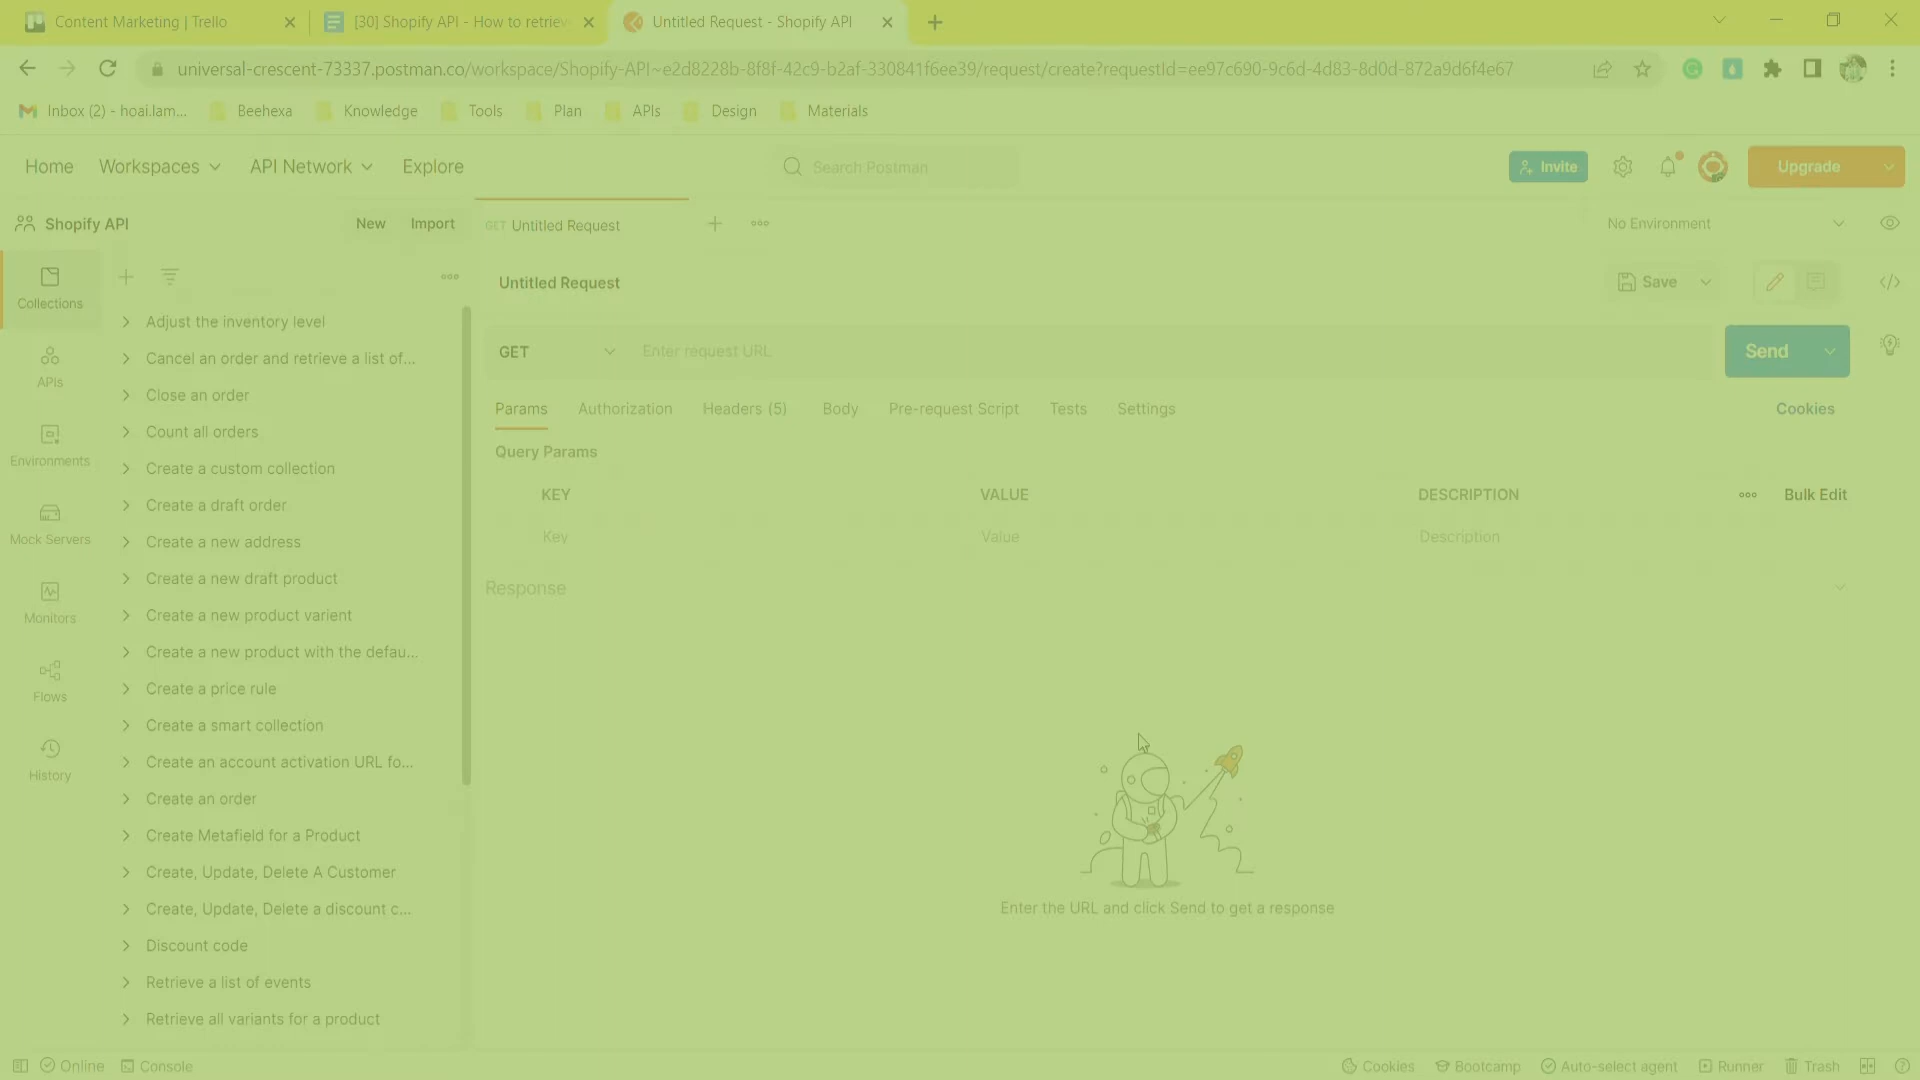 Content Marketing | Trello
[30] Shopify API - How to retriev
Untitled Request - Shopify API
universal-crescent-73337.postman.co/workspace/Shopify-API~e2d8228b-8f8f-42c9-b2af-330841f6ee39/request/create?requestId=ee97c690-9c6d-4d83-8d0d-872a9d6f4e67
Inbox (2) - hoai.lam...
Beehexa
Knowledge
Tools
Plan
APIs
Design
Materials
Home
Workspaces
API Network
Explore
Search Postman
Invite
Upgrade
Shopify API
New
Import
GET Untitled Request
No Environment
Collections
APIs
Environments
Mock Servers
Monitors
Flows
History
Adjust the inventory level
Cancel an order and retrieve a list of...
Close an order
Count all orders
Create a custom collection
Create a draft order
Create a new address
Create a new draft product
Create a new product varient
Create a new product with the defau...
Create a price rule
Create a smart collection
Create an account activation URL fo...
Create an order
Create Metafield for a Product
Create, Update, Delete A Customer
Create, Update, Delete a discount c...
Discount code
Retrieve a list of events
Retrieve all variants for a product
Untitled Request
Save
GET
Enter request URL
Send
Params
Authorization
Headers (5)
Body
Pre-request Script
Tests
Settings
Cookies
Query Params
KEY
VALUE
DESCRIPTION
Bulk Edit
Key
Value
Description
Response
Enter the URL and click Send to get a response
Online
Console
Cookies
Bootcamp
Auto-select agent
Runner
Trash